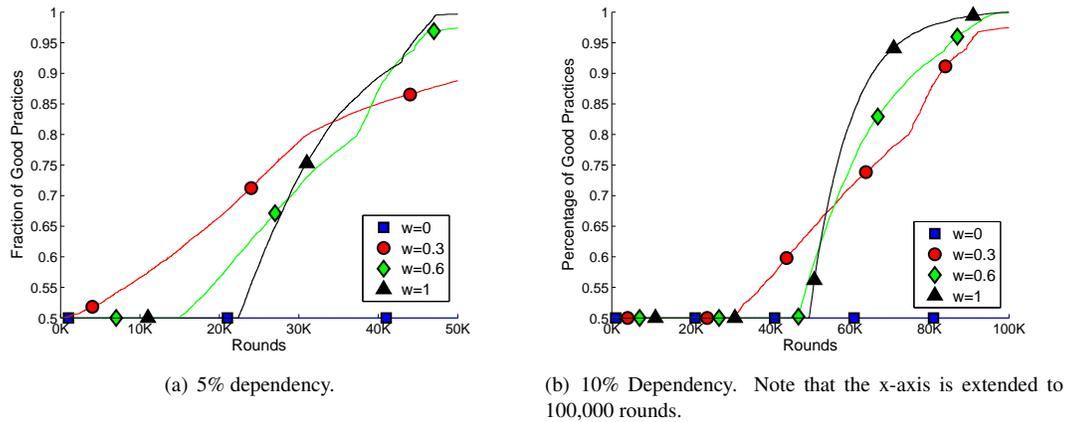 1
0.95
0.9
0.85
0.8
0.75
0.7
0.65
0.6
0.55
0.5
Fraction of Good Practices
0K 10K 20K 30K 40K 50K
Rounds
w=0
w=0.3
w=0.6
w=1
(a) 5% dependency.
1
0.95
0.9
0.85
0.8
0.75
0.7
0.65
0.6
0.55
0.5
Percentage of Good Practices
0K 20K 40K 60K 80K 100K
Rounds
w=0
w=0.3
w=0.6
w=1
(b) 10% Dependency. Note that the x-axis is extended to
100,000 rounds.